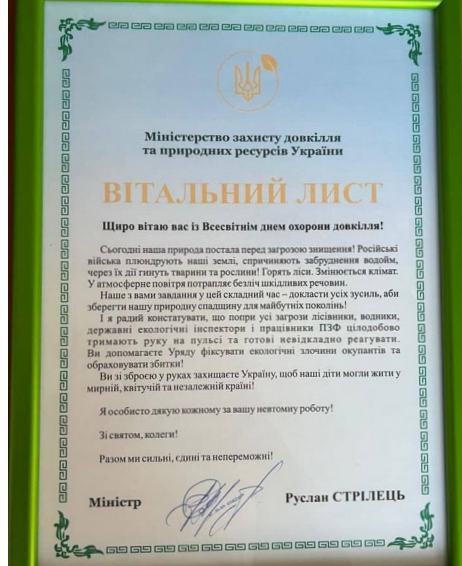 Міністерство захисту довкілля
та природних ресурсів України
ВІТАЛЬНИЙ ЛИСТ
Щиро вітаю вас із Всесвітнім днем охорони довкілля!
Сьогодні наша природа постала перед загрозою знищення! Російські
війська плюндрують наші землі, спричиняють забруднення водойм,
через їх дії гинуть тварини та рослини! Горять ліси. Змінюється клімат.
У атмосферне повітря потрапляє безліч шкідливих речовин.
Наше з вами завдання у цей складний час – докласти усіх зусиль, аби
зберегти нашу природну спадщину для майбутніх поколінь!
І я радий констатувати, що попри усі загрози лісівники, водники,
державні екологічні інспектори і працівники ПЗФ цілодобово
тримають руку на пульсі та готові невідкладно реагувати.
Ви допомагаєте Уряду фіксувати екологічні злочини окупантів та
обраховувати збитки!
Ви зі зброєю у руках захищаєте Україну, щоб наші діти могли жити у
мирній, квітучій та незалежній країні!
Я особисто дякую кожному за вашу невтомну роботу!
Зі святом, колеги!
Разом ми сильні, єдині та непереможні!
Міністр Руслан СТРІЛЕЦЬ